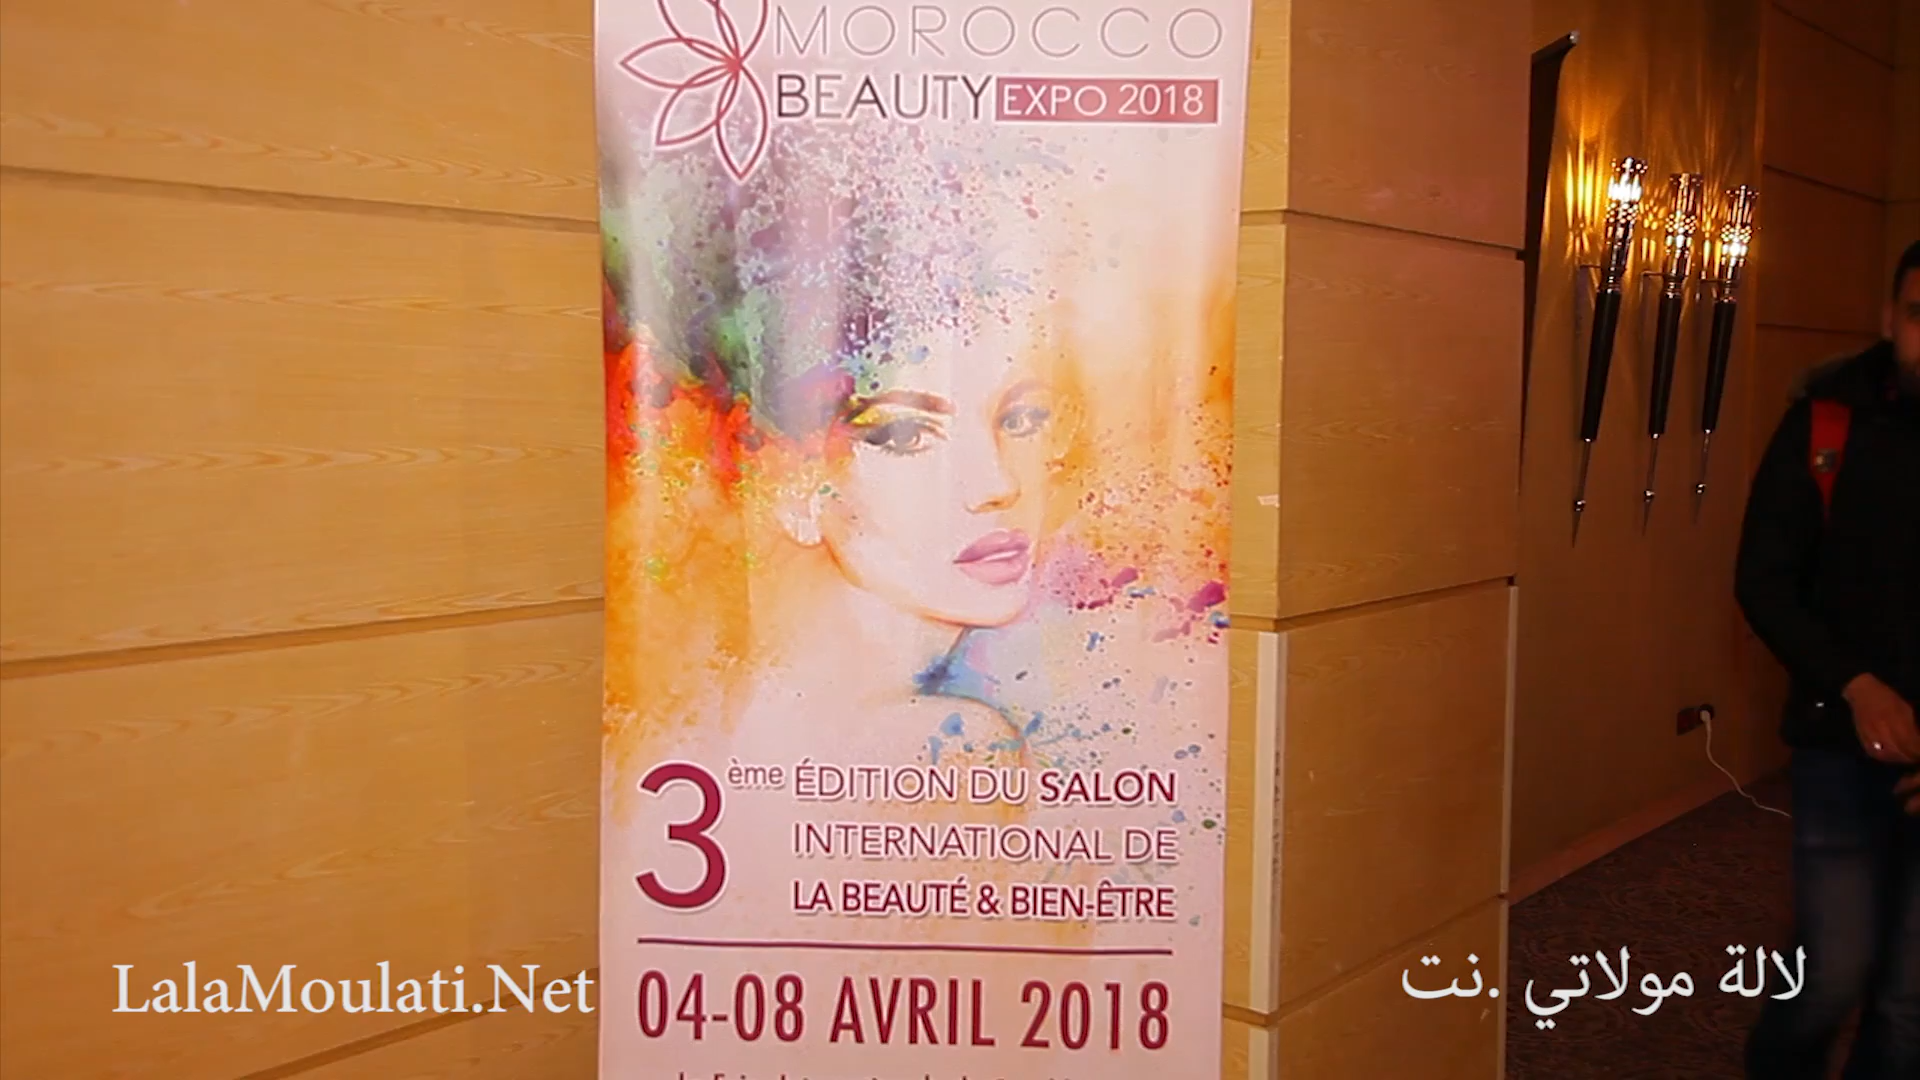 MOROCCO
BEAUTY EXPO 2018
3ème ÉDITION DU SALON
INTERNATIONAL DE
LA BEAUTÉ & BIEN-ÊTRE
04-08 AVRIL 2018
LalaMoulati.Net
لالة مولاتي .نت